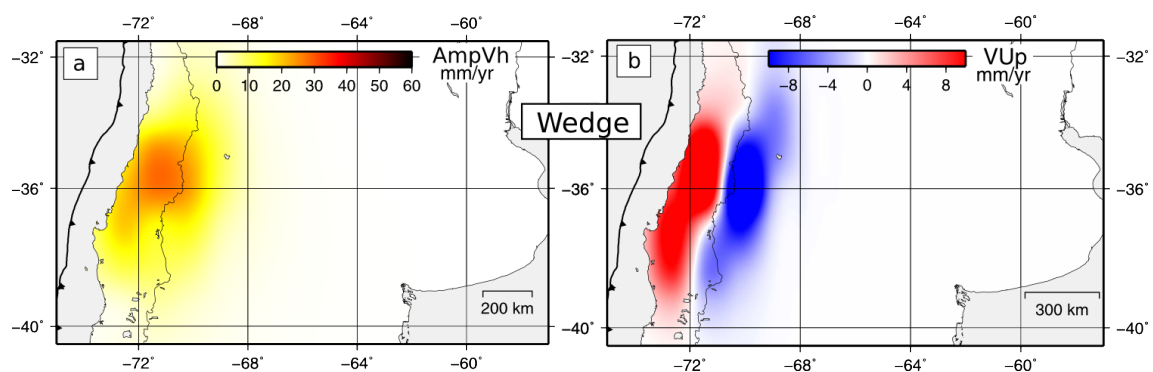 −72˚ −68˚ −64˚ −60˚ −72˚ −68˚ −64˚ −60˚
−32˚ a AmpVh b VUp −32˚
mm/yr mm/yr
0 10 20 30 40 50 60 −8 −4 0 4 8
Wedge
−36˚ −36˚ −36˚
200 km 300 km
−40˚ −40˚ −40˚
−72˚ −68˚ −64˚ −60˚ −72˚ −68˚ −64˚ −60˚